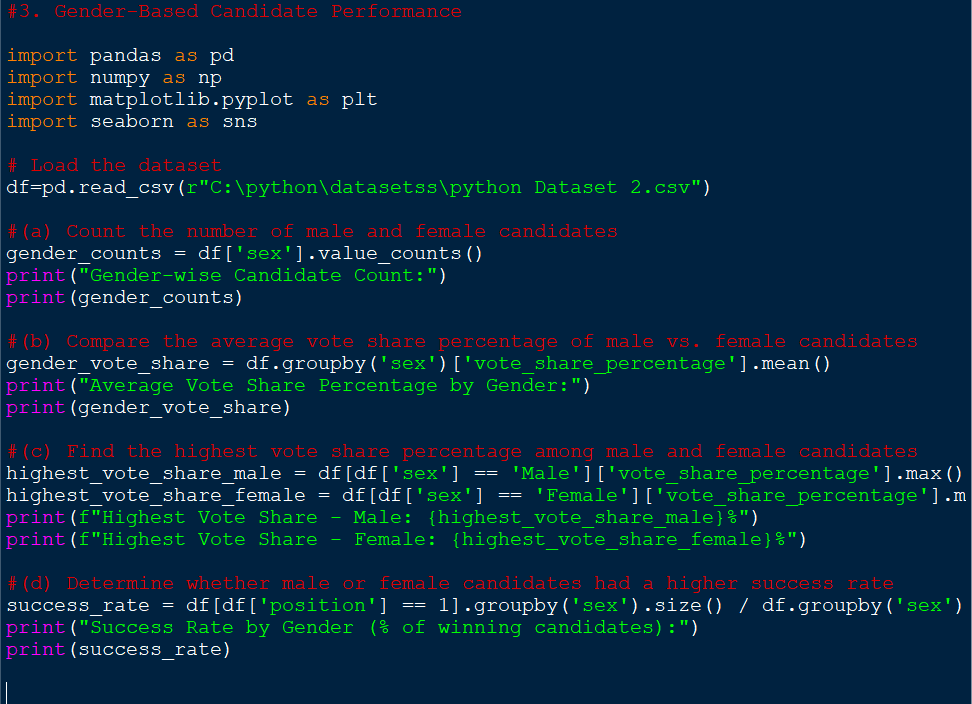 #3. Gender-Based Candidate Performance
import pandas as pd
import numpy as np
import matplotlib.pyplot as plt
import seaborn as sns
# Load the dataset
df=pd.read_csv(r"C:\python\datasetss\python Dataset 2.csv")
#(a) Count the number of male and female candidates
gender_counts = df['sex'].value_counts()
print("Gender-wise Candidate Count:")
print(gender_counts)
#(b) Compare the average vote share percentage of male vs. female candidates
gender_vote_share = df.groupby('sex')['vote_share_percentage'].mean()
print("Average Vote Share Percentage by Gender:")
print(gender_vote_share)
#(c) Find the highest vote share percentage among male and female candidates
highest_vote_share_male = df[df['sex'] == 'Male']['vote_share_percentage'].max()
highest_vote_share_female = df[df['sex'] == 'Female']['vote_share_percentage'].m
print(f"Highest Vote Share - Male: {highest_vote_share_male}%")
print(f"Highest Vote Share - Female: {highest_vote_share_female}%")
#(d) Determine whether male or female candidates had a higher success rate
success_rate = df[df['position'] == 1].groupby('sex').size() / df.groupby('sex')
print("Success Rate by Gender (% of winning candidates):")
print(success_rate)